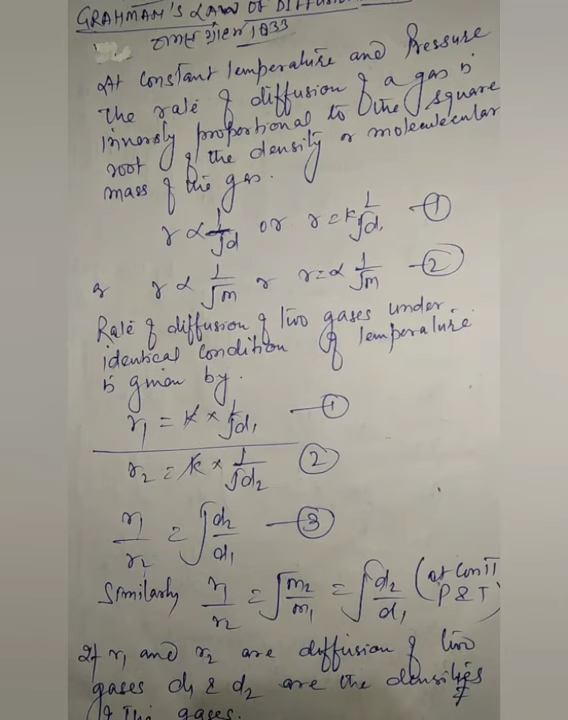 GRAHMAH'S LAW OF DIFFUSION
1833
At constant temperature and Pressure
the rate of diffusion of a gas is
inversly proportional to the square
root of the density or moleculecular
mass of the gas.
r ∝ 1/√d or r = k 1/√d, ①
or r ∝ 1/√m or r = ∝ 1/√m ②
Rate of diffusion of two gases under
identical condition of temperature
is given by.
r₁ = k × 1/√d₁ ①
r₂ = k × 1/√d₂ ②
r₁/r₂ = √d₂/d₁ ③
Similarly r₁/r₂ = √m₂/m₁ = √d₂/d₁ (at const P & T)
If r₁ and r₂ are diffusion of two
gases d₁ & d₂ are the densities
of the gases.